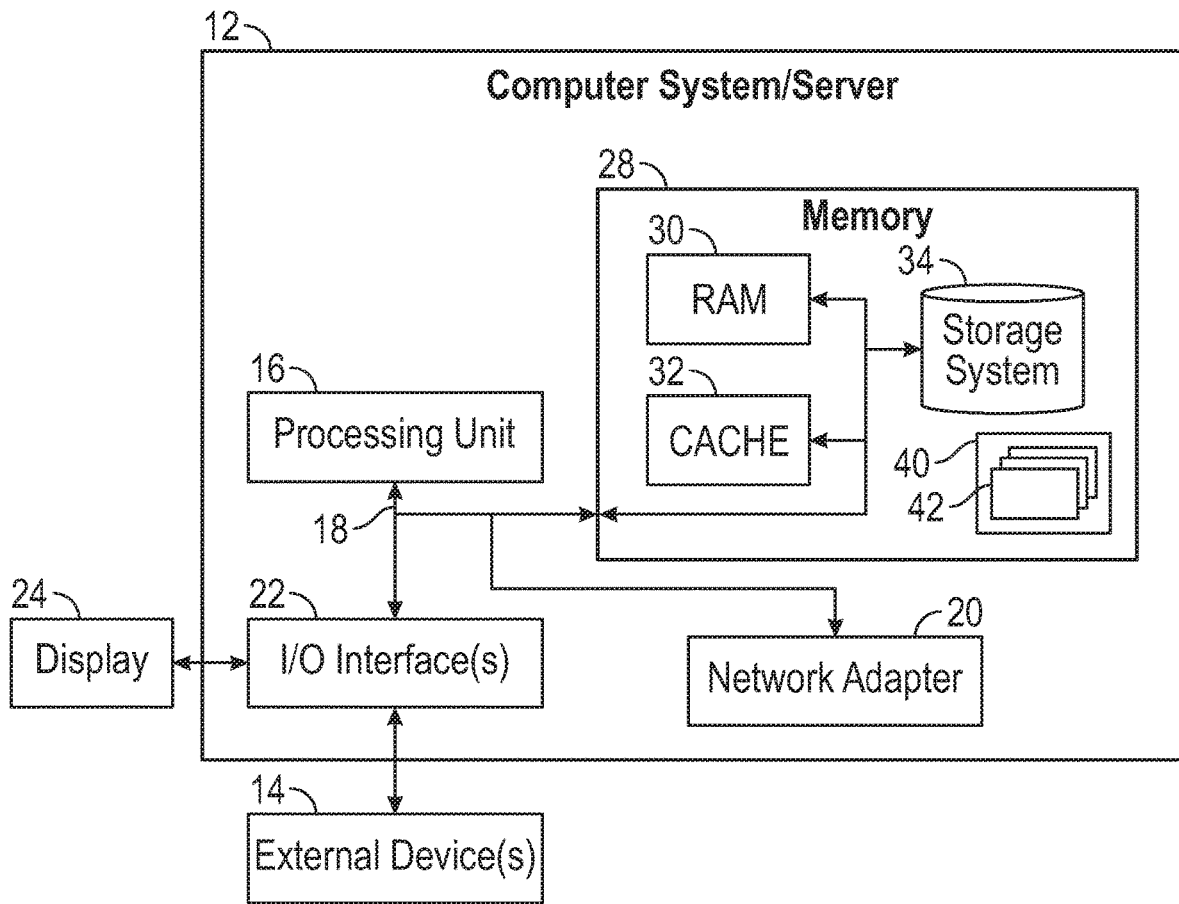 12
Computer System/Server
28
Memory
30
RAM
34
Storage
System
16
Processing Unit
32
CACHE
40
42
18
24
Display
22
I/O Interface(s)
20
Network Adapter
14
External Device(s)